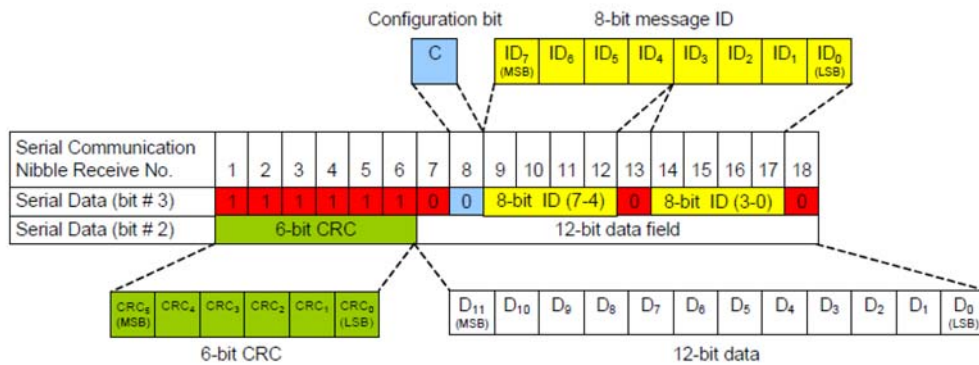 Configuration bit 8-bit message ID
C ID7 ID6 ID5 ID4 ID3 ID2 ID1 ID0
(MSB) (LSB)
Serial Communication
Nibble Receive No. 1 2 3 4 5 6 7 8 9 10 11 12 13 14 15 16 17 18
Serial Data (bit # 3) 1 1 1 1 1 1 0 0 8-bit ID (7-4) 0 8-bit ID (3-0) 0
Serial Data (bit # 2) 6-bit CRC 12-bit data field
CRC5 CRC4 CRC3 CRC2 CRC1 CRC0 D11 D10 D9 D8 D7 D6 D5 D4 D3 D2 D1 D0
(MSB) (LSB) (MSB) (LSB)
6-bit CRC 12-bit data